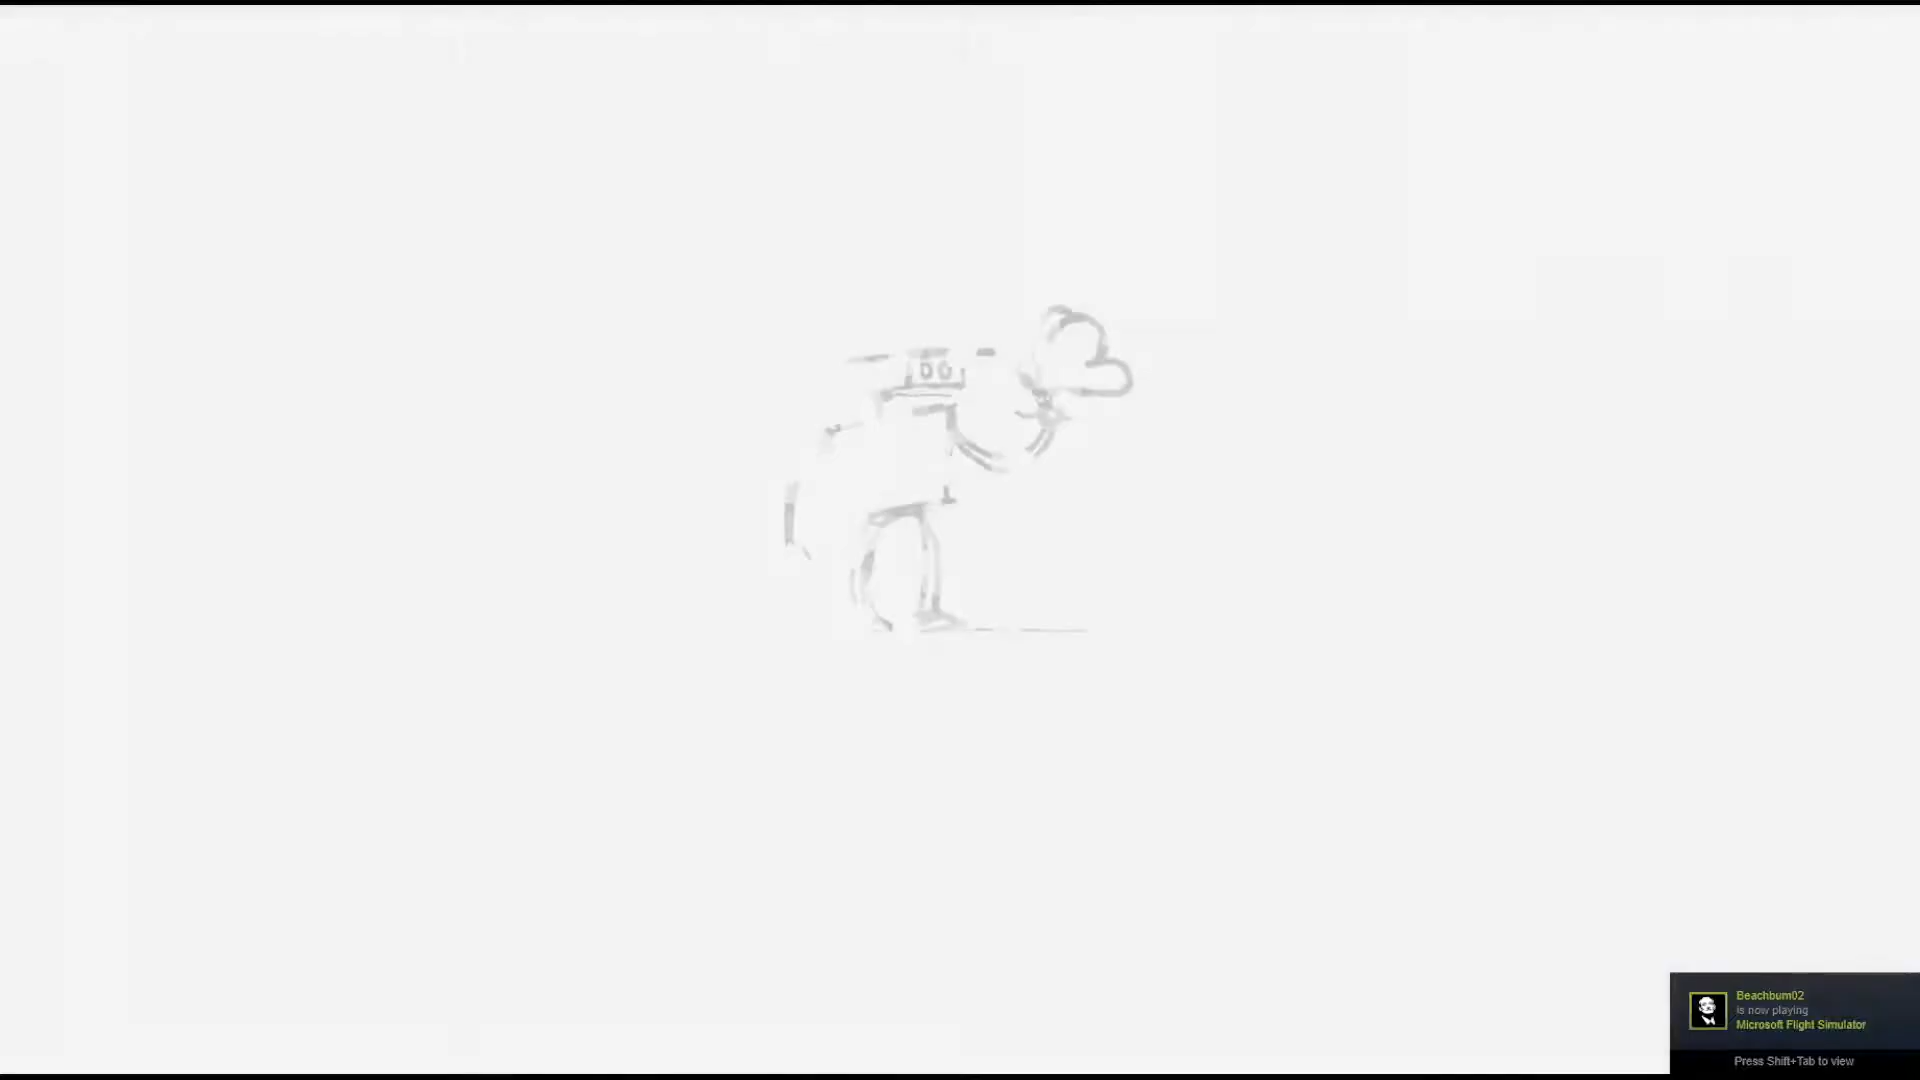 Beachbum02
is now playing
Microsoft Flight Simulator
Press Shift+Tab to view